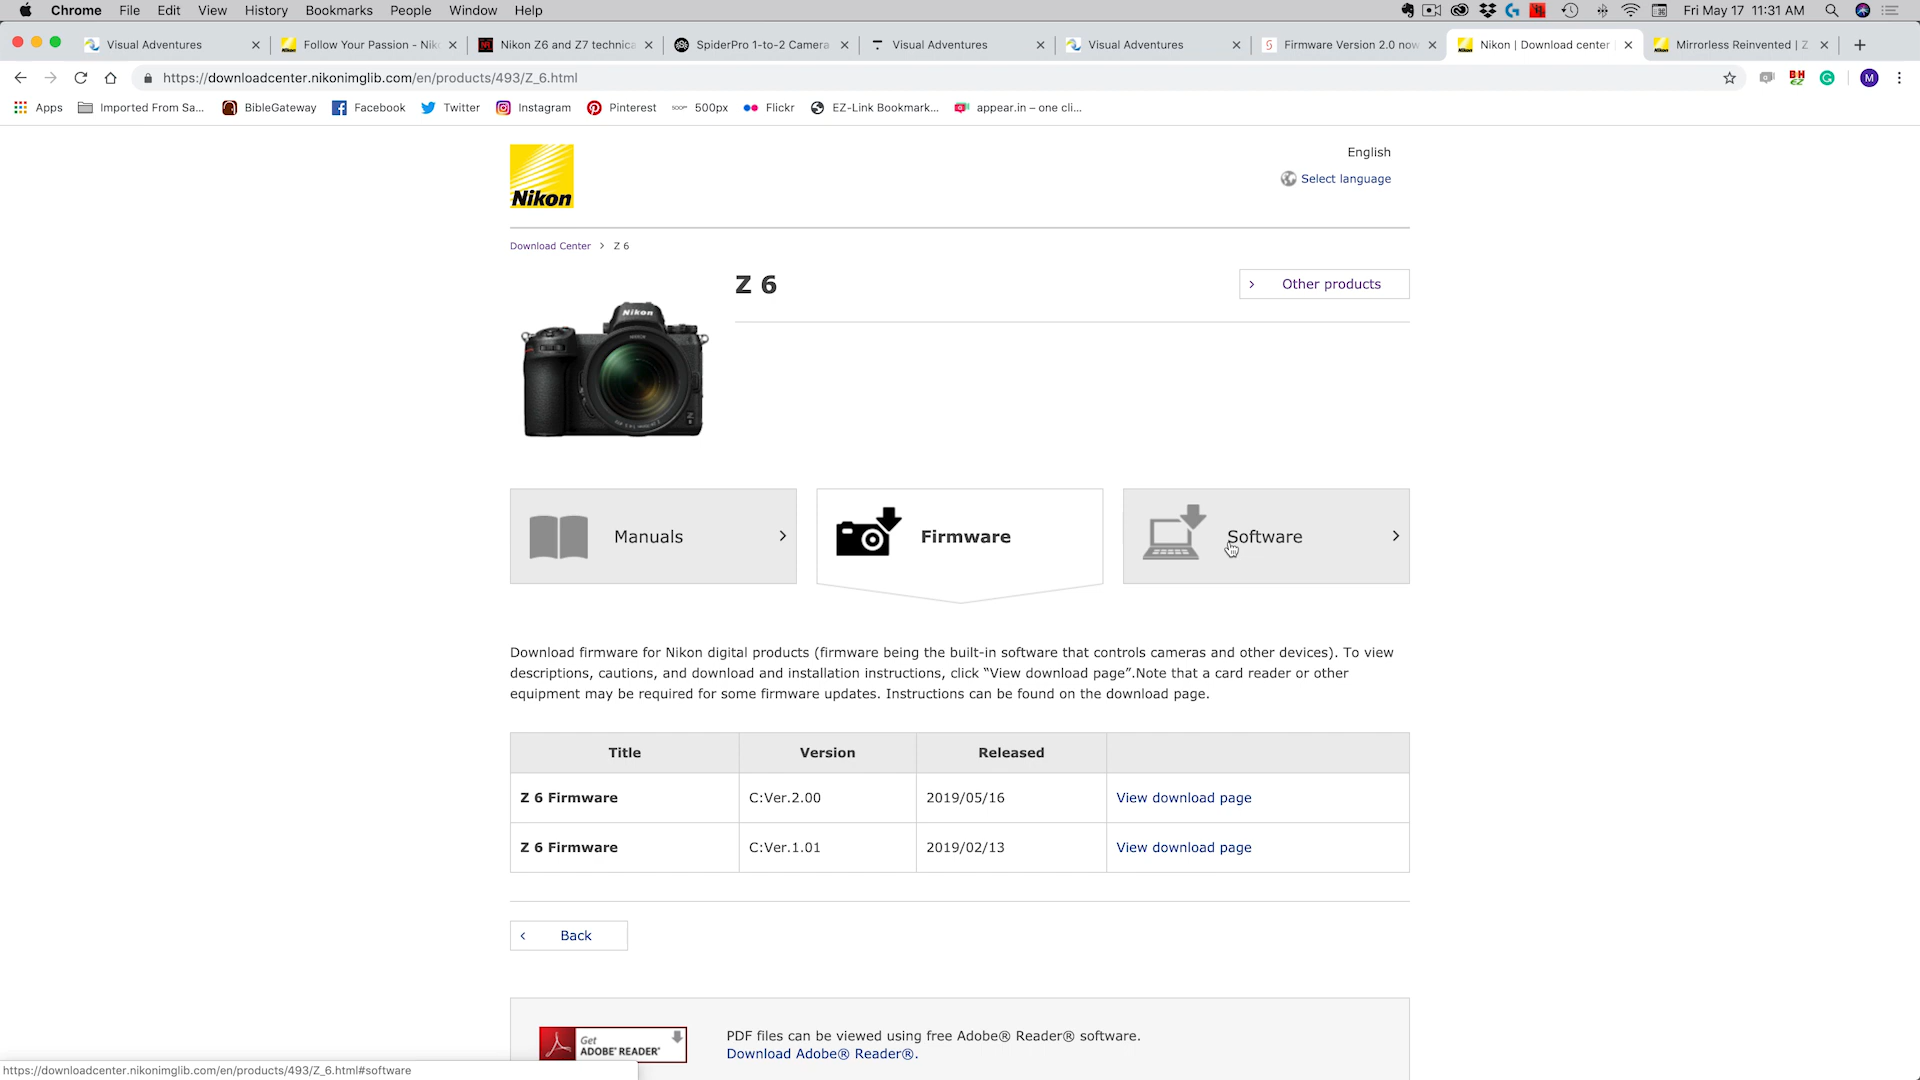 Chrome File Edit View History Bookmarks People Window Help
Fri May 17 11:31 AM
Visual Adventures
Follow Your Passion - Nik
Nikon Z6 and Z7 technica
SpiderPro 1-to-2 Camera
Visual Adventures
Visual Adventures
Firmware Version 2.0 now
Nikon | Download center
Mirrorless Reinvented | Z
https://downloadcenter.nikonimglib.com/en/products/493/Z_6.html
BH EZ
M
Apps
Imported From Sa...
BibleGateway
Facebook
Twitter
Instagram
Pinterest
500px
Flickr
EZ-Link Bookmark...
appear.in – one cli...
Nikon
English
Select language
Download Center > Z 6
Z 6
Other products
Nikon
Manuals
Firmware
Software
Download firmware for Nikon digital products (firmware being the built-in software that controls cameras and other devices). To view
descriptions, cautions, and download and installation instructions, click “View download page”.Note that a card reader or other
equipment may be required for some firmware updates. Instructions can be found on the download page.
Title Version Released
Z 6 Firmware C:Ver.2.00 2019/05/16 View download page
Z 6 Firmware C:Ver.1.01 2019/02/13 View download page
Back
Get
ADOBE® READER®
PDF files can be viewed using free Adobe® Reader® software.
Download Adobe® Reader®.
https://downloadcenter.nikonimglib.com/en/products/493/Z_6.html#software